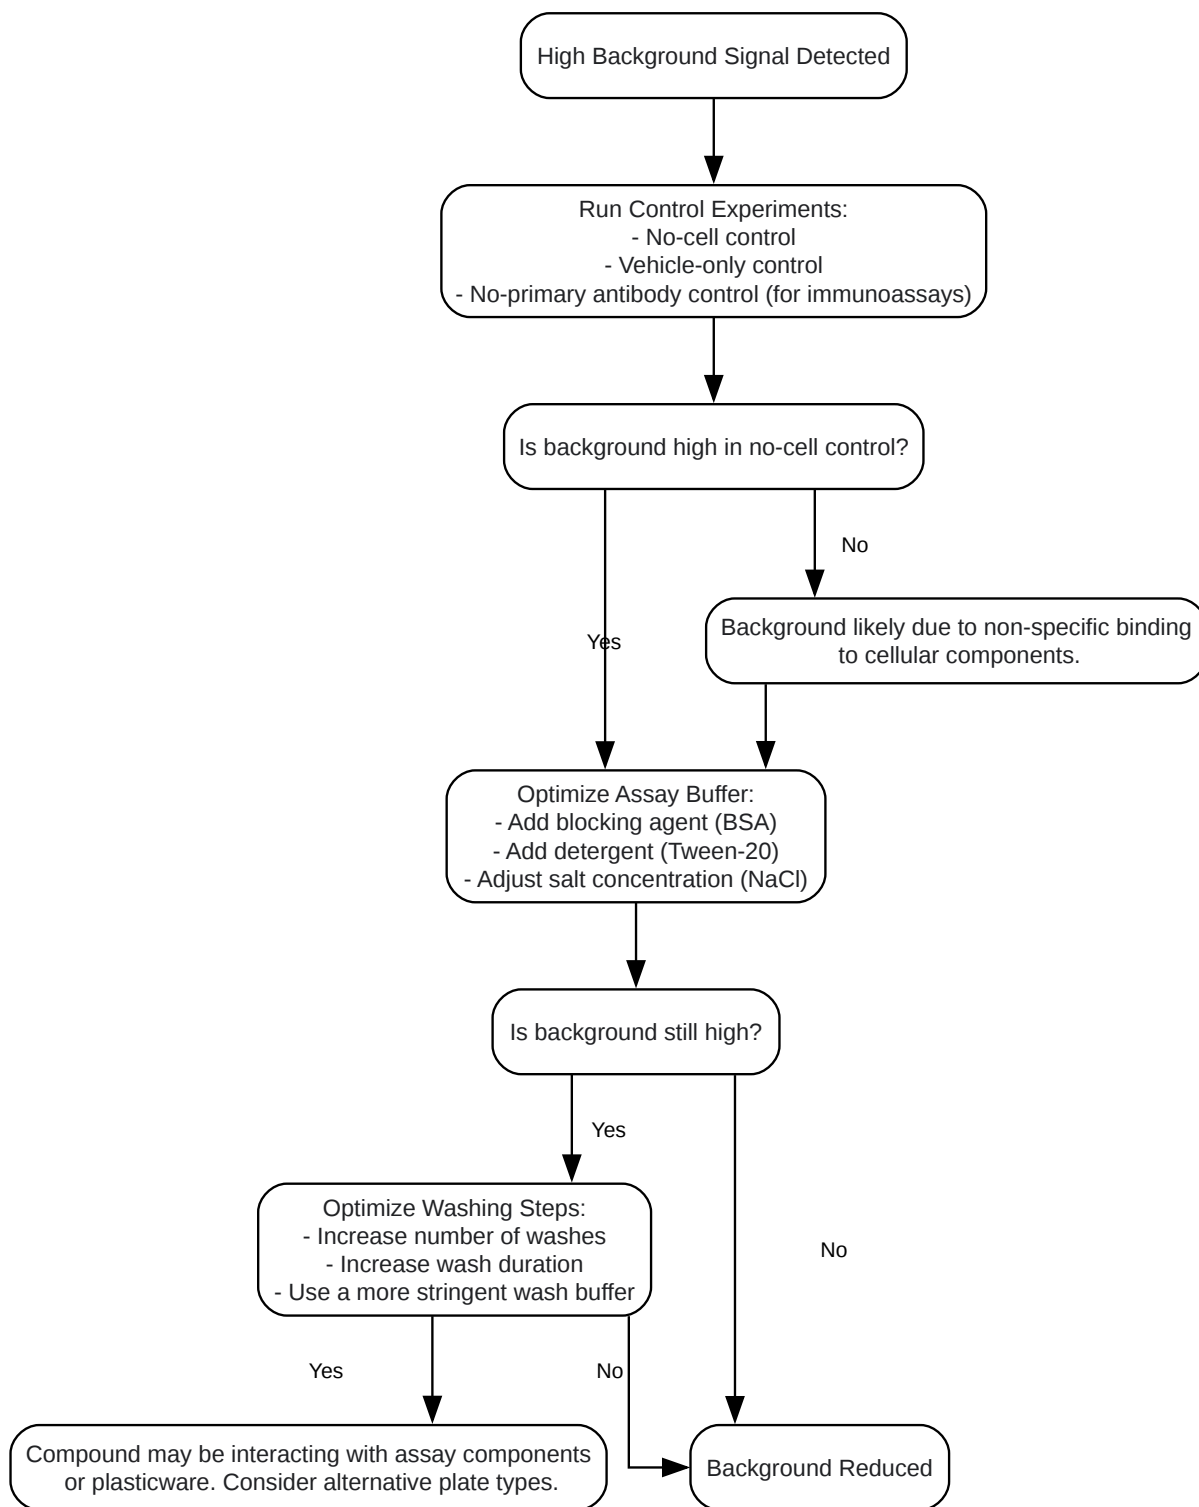 High Background Signal Detected
Run Control Experiments:
- No-cell control
- Vehicle-only control
- No-primary antibody control (for immunoassays)
Is background high in no-cell control?
No
Yes
Background likely due to non-specific binding
to cellular components.
Optimize Assay Buffer:
- Add blocking agent (BSA)
- Add detergent (Tween-20)
- Adjust salt concentration (NaCl)
Is background still high?
Yes
Optimize Washing Steps:
- Increase number of washes
- Increase wash duration
- Use a more stringent wash buffer
No
Yes
No
Compound may be interacting with assay components
or plasticware. Consider alternative plate types.
Background Reduced